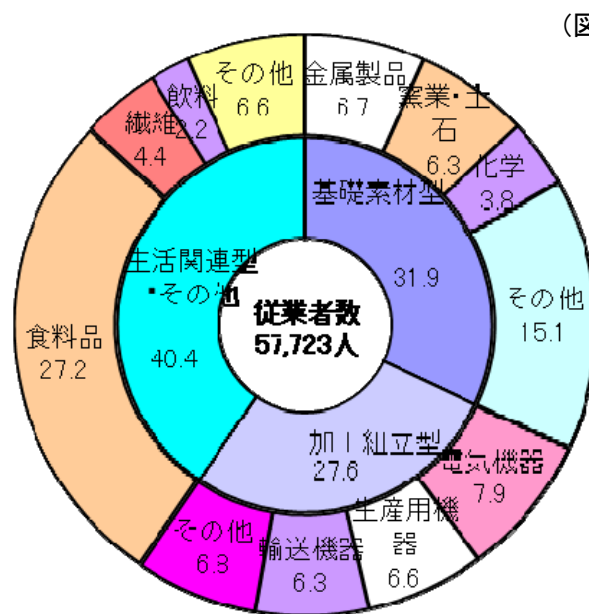 (図
その他
6.6
金属製品
6.7
窯業・土
石
6.3
化学
3.8
その他
15.1
電気機器
7.9
生産用機
器
6.6
輸送機器
6.3
その他
6.8
食料品
27.2
繊維
4.4
飲料
2.2
基礎素材型
31.9
加工組立型
27.6
生活関連型
・その他
40.4
従業者数
57,723人